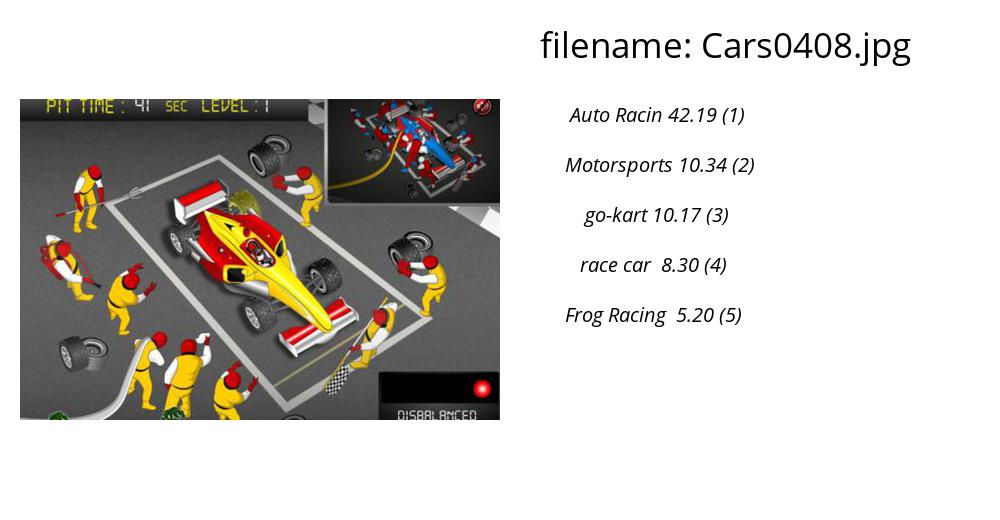 filename: Cars0408.jpg
PIT TIME : 41 SEC LEVEL : 1
Auto Racin 42.19 (1)
Motorsports 10.34 (2)
go-kart 10.17 (3)
race car 8.30 (4)
Frog Racing 5.20 (5)
DISBALANCED